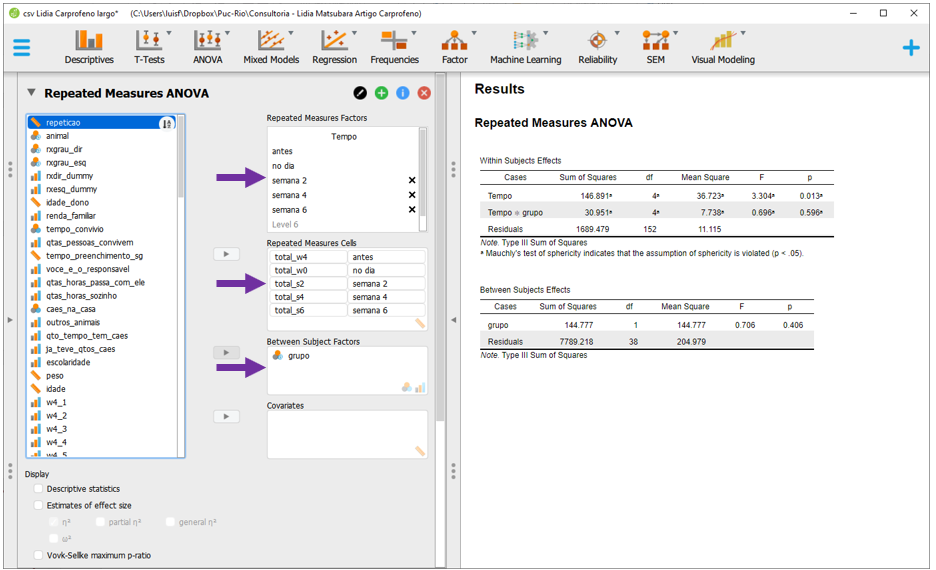 csv Lidia Carprofeno largo* (C:\Users\luisf\Dropbox\Puc-Rio\Consultoria - Lidia Matsubara Artigo Carprofeno)
Descriptives T-Tests ANOVA Mixed Models Regression Frequencies Factor Machine Learning Reliability SEM Visual Modeling
Repeated Measures ANOVA
repeticao
animal
rxgrau_dir
rxgrau_esq
rxdir_dummy
rxesq_dummy
idade_dono
renda_familiar
tempo_convivio
qtas_pessoas_convivem
tempo_preenchimento_sg
voce_e_o_responsavel
qtas_horas_passa_com_ele
qtas_horas_sozinho
caes_na_casa
outros_animais
qto_tempo_tem_caes
ja_teve_qtos_caes
escolaridade
peso
idade
w4_1
w4_2
w4_3
w4_4
w4_5
Repeated Measures Factors
Tempo
antes
no dia
semana 2
semana 4
semana 6
Level 6
Repeated Measures Cells
total_w4 antes
total_w0 no dia
total_s2 semana 2
total_s4 semana 4
total_s6 semana 6
Between Subject Factors
grupo
Covariates
Display
Descriptive statistics
Estimates of effect size
η² partial η² general η²
ω²
Vovk-Sellke maximum p-ratio
Results
Repeated Measures ANOVA
Within Subjects Effects
Cases Sum of Squares df Mean Square F p
Tempo 146.891ᵃ 4ᵃ 36.723ᵃ 3.304ᵃ 0.013ᵃ
Tempo ✻ grupo 30.951ᵃ 4ᵃ 7.738ᵃ 0.696ᵃ 0.596ᵃ
Residuals 1689.479 152 11.115
Note. Type III Sum of Squares
ᵃ Mauchly's test of sphericity indicates that the assumption of sphericity is violated (p < .05).
Between Subjects Effects
Cases Sum of Squares df Mean Square F p
grupo 144.777 1 144.777 0.706 0.406
Residuals 7789.218 38 204.979
Note. Type III Sum of Squares